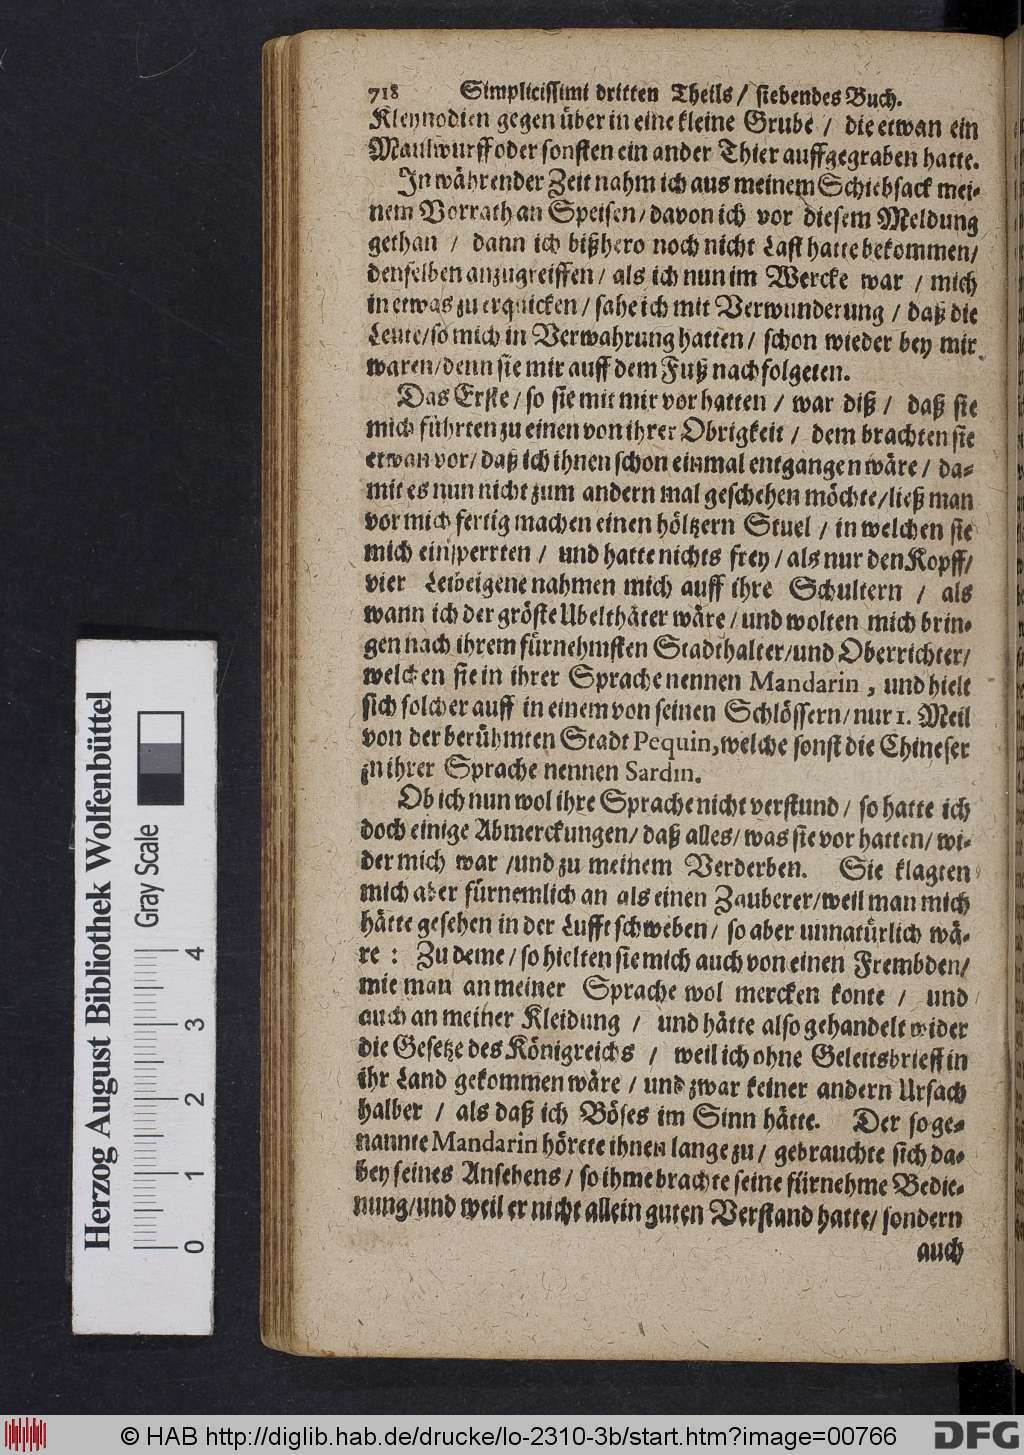 718 Simplicissimi dritten Theils / siebendes Buch.
Kleynodien gegen über in eine kleine Grube / die etwan ein
Maulwurff oder sonsten ein ander Thier auffgegraben hatte.
In währender Zeit nahm ich aus meinem Schiebsack mei-
nem Vorrath an Speisen / davon ich vor diesem Meldung
gethan / dann ich bißhero noch nicht Last hatte bekommen /
denselben anzugreiffen / als ich nun im Wercke war / mich
in etwas zu erquicken / sahe ich mit Verwunderung / daß die
Leute / so mich in Verwahrung hatten / schon wieder bey mir
waren / denn sie mir auff dem Fuß nachfolgeten.
Das Erste / so sie mit mir vorhatten / war diß / daß sie
mich führten zu einen von ihrer Obrigkeit / dem brachten sie
etwan vor / daß ich ihnen schon einmal entgangen wäre / da-
mit es nun nicht zum andern mal geschehen möchte / ließ man
vor mich fertig machen einen höltzern Stuel / in welchen sie
mich einsperrten / und hatte nichts frey / als nur den Kopff /
vier Leibeigene nahmen mich auff ihre Schultern / als
wann ich der gröste Ubelthäter wäre / und wolten mich brin-
gen nach ihrem fürnehmsten Stadthalter / und Oberrichter /
welchen sie in ihrer Sprache nennen Mandarin, und hielt
sich solcher auff in einem von seinen Schlössern / nur 1. Meil
von der berühmten Stadt Pequin, welche sonst die Chineser
in ihrer Sprache nennen Sardin.
Ob ich nun wol ihre Sprache nicht verstund / so hatte ich
doch einige Abmerckungen / daß alles / was sie vor hatten / wi-
der mich war / und zu meinem Verderben. Sie klagten
mich aber fürnemlich an als einen Zauberer / weil man mich
hätte gesehen in der Lufft schweben / so aber unnatürlich wä-
re : Zu deme / so hielten sie mich auch von einen Frembden /
wie man an meiner Sprache wol mercken konte / und
auch an meiner Kleidung / und hätte also gehandelt wider
die Gesetze des Königreichs / weil ich ohne Geleitsbrieff in
ihr Land gekommen wäre / und zwar keiner andern Ursach
halber / als daß ich Böses im Sinn hätte. Der soge-
nannte Mandarin hörete ihnen lange zu / gebrauchte sich da-
bey seines Ansehens / so ihme brachte seine fürnehme Bedie-
nung / und weil er nicht allein guten Verstand hatte / sondern
auch
Herzog August Bibliothek Wolfenbüttel
Gray Scale
0 1 2 3 4
© HAB http://diglib.hab.de/drucke/lo-2310-3b/start.htm?image=00766
DFG